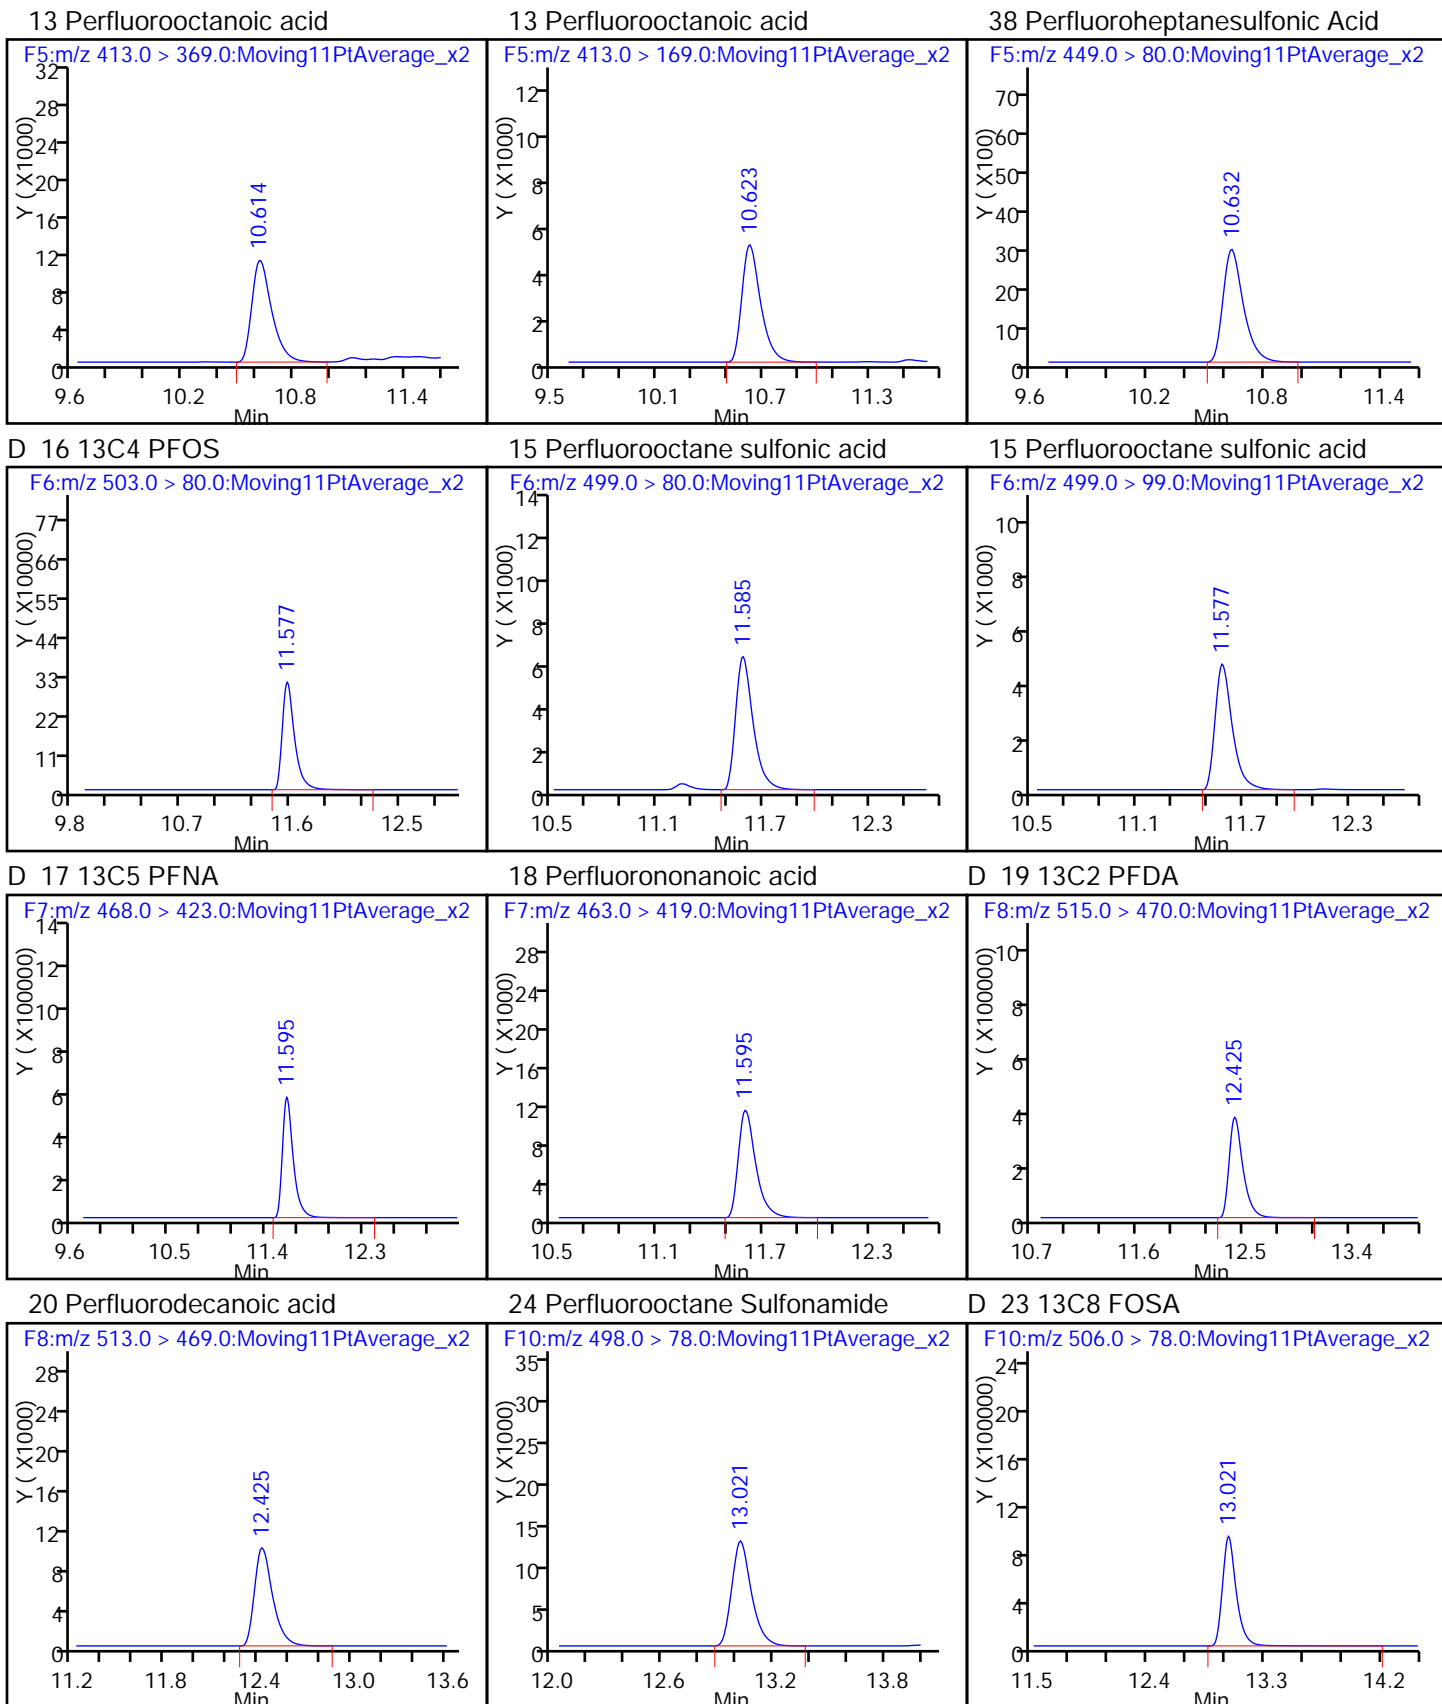 13 Perfluorooctanoic acid
F5:m/z 413.0 > 369.0:Moving11PtAverage_x2
Y ( X1000)
32
28
24
20
16
12
8
4
0
10.614
9.6 10.2 10.8 11.4
Min
13 Perfluorooctanoic acid
F5:m/z 413.0 > 169.0:Moving11PtAverage_x2
Y ( X1000)
12
10
8
6
4
2
0
10.623
9.5 10.1 10.7 11.3
Min
38 Perfluoroheptanesulfonic Acid
F5:m/z 449.0 > 80.0:Moving11PtAverage_x2
Y ( X100)
70
60
50
40
30
20
10
0
10.632
9.6 10.2 10.8 11.4
Min
D 16 13C4 PFOS
F6:m/z 503.0 > 80.0:Moving11PtAverage_x2
Y ( X10000)
77
66
55
44
33
22
11
0
11.577
9.8 10.7 11.6 12.5
Min
15 Perfluorooctane sulfonic acid
F6:m/z 499.0 > 80.0:Moving11PtAverage_x2
Y ( X1000)
14
12
10
8
6
4
2
0
11.585
10.5 11.1 11.7 12.3
Min
15 Perfluorooctane sulfonic acid
F6:m/z 499.0 > 99.0:Moving11PtAverage_x2
Y ( X1000)
10
8
6
4
2
0
11.577
10.5 11.1 11.7 12.3
Min
D 17 13C5 PFNA
F7:m/z 468.0 > 423.0:Moving11PtAverage_x2
Y ( X100000)
14
12
10
8
6
4
2
0
11.595
9.6 10.5 11.4 12.3
Min
18 Perfluorononanoic acid
F7:m/z 463.0 > 419.0:Moving11PtAverage_x2
Y ( X1000)
28
24
20
16
12
8
4
0
11.595
10.5 11.1 11.7 12.3
Min
D 19 13C2 PFDA
F8:m/z 515.0 > 470.0:Moving11PtAverage_x2
Y ( X100000)
10
8
6
4
2
0
12.425
10.7 11.6 12.5 13.4
Min
20 Perfluorodecanoic acid
F8:m/z 513.0 > 469.0:Moving11PtAverage_x2
Y ( X1000)
28
24
20
16
12
8
4
0
12.425
11.2 11.8 12.4 13.0 13.6
Min
24 Perfluorooctane Sulfonamide
F10:m/z 498.0 > 78.0:Moving11PtAverage_x2
Y ( X1000)
35
30
25
20
15
10
5
0
13.021
12.0 12.6 13.2 13.8
Min
D 23 13C8 FOSA
F10:m/z 506.0 > 78.0:Moving11PtAverage_x2
Y ( X100000)
24
20
16
12
8
4
0
13.021
11.5 12.4 13.3 14.2
Min